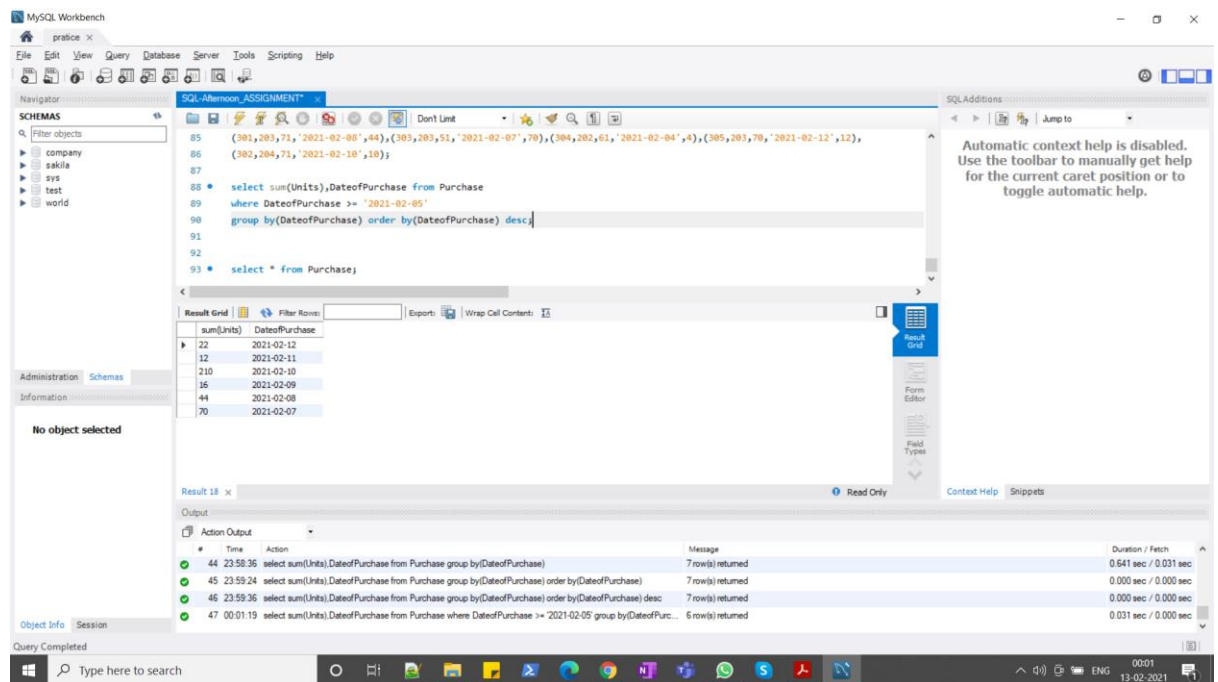 MySQL Workbench
pratice ×
File Edit View Query Database Server Tools Scripting Help
Navigator
SCHEMAS
Filter objects
company
sakila
sys
test
world
Administration Schemas
Information
No object selected
Object Info Session
SQL-Afternoon_ASSIGNMENT* ×
Don't Limit
85 (301,203,71,'2021-02-08',44),(303,203,51,'2021-02-07',70),(304,202,61,'2021-02-04',4),(305,203,70,'2021-02-12',12),
86 (302,204,71,'2021-02-10',10);
87
88 select sum(Units),DateofPurchase from Purchase
89 where DateofPurchase >= '2021-02-05'
90 group by(DateofPurchase) order by(DateofPurchase) desc;
91
92
93 select * from Purchase;
Result Grid Filter Rows: Export: Wrap Cell Content:
sum(Units) DateofPurchase
22 2021-02-12
12 2021-02-11
210 2021-02-10
16 2021-02-09
44 2021-02-08
70 2021-02-07
Result Grid
Form Editor
Field Types
Result 18 × Read Only
SQLAdditions
Jump to
Automatic context help is disabled.
Use the toolbar to manually get help
for the current caret position or to
toggle automatic help.
Context Help Snippets
Output
Action Output
# Time Action Message Duration / Fetch
44 23:58:36 select sum(Units),DateofPurchase from Purchase group by(DateofPurchase) 7 row(s) returned 0.641 sec / 0.031 sec
45 23:59:24 select sum(Units),DateofPurchase from Purchase group by(DateofPurchase) order by(DateofPurchase) 7 row(s) returned 0.000 sec / 0.000 sec
46 23:59:36 select sum(Units),DateofPurchase from Purchase group by(DateofPurchase) order by(DateofPurchase) desc 7 row(s) returned 0.000 sec / 0.000 sec
47 00:01:19 select sum(Units),DateofPurchase from Purchase where DateofPurchase >= '2021-02-05' group by(DateofPurc... 6 row(s) returned 0.031 sec / 0.000 sec
Query Completed
Type here to search
ENG
00:01
13-02-2021